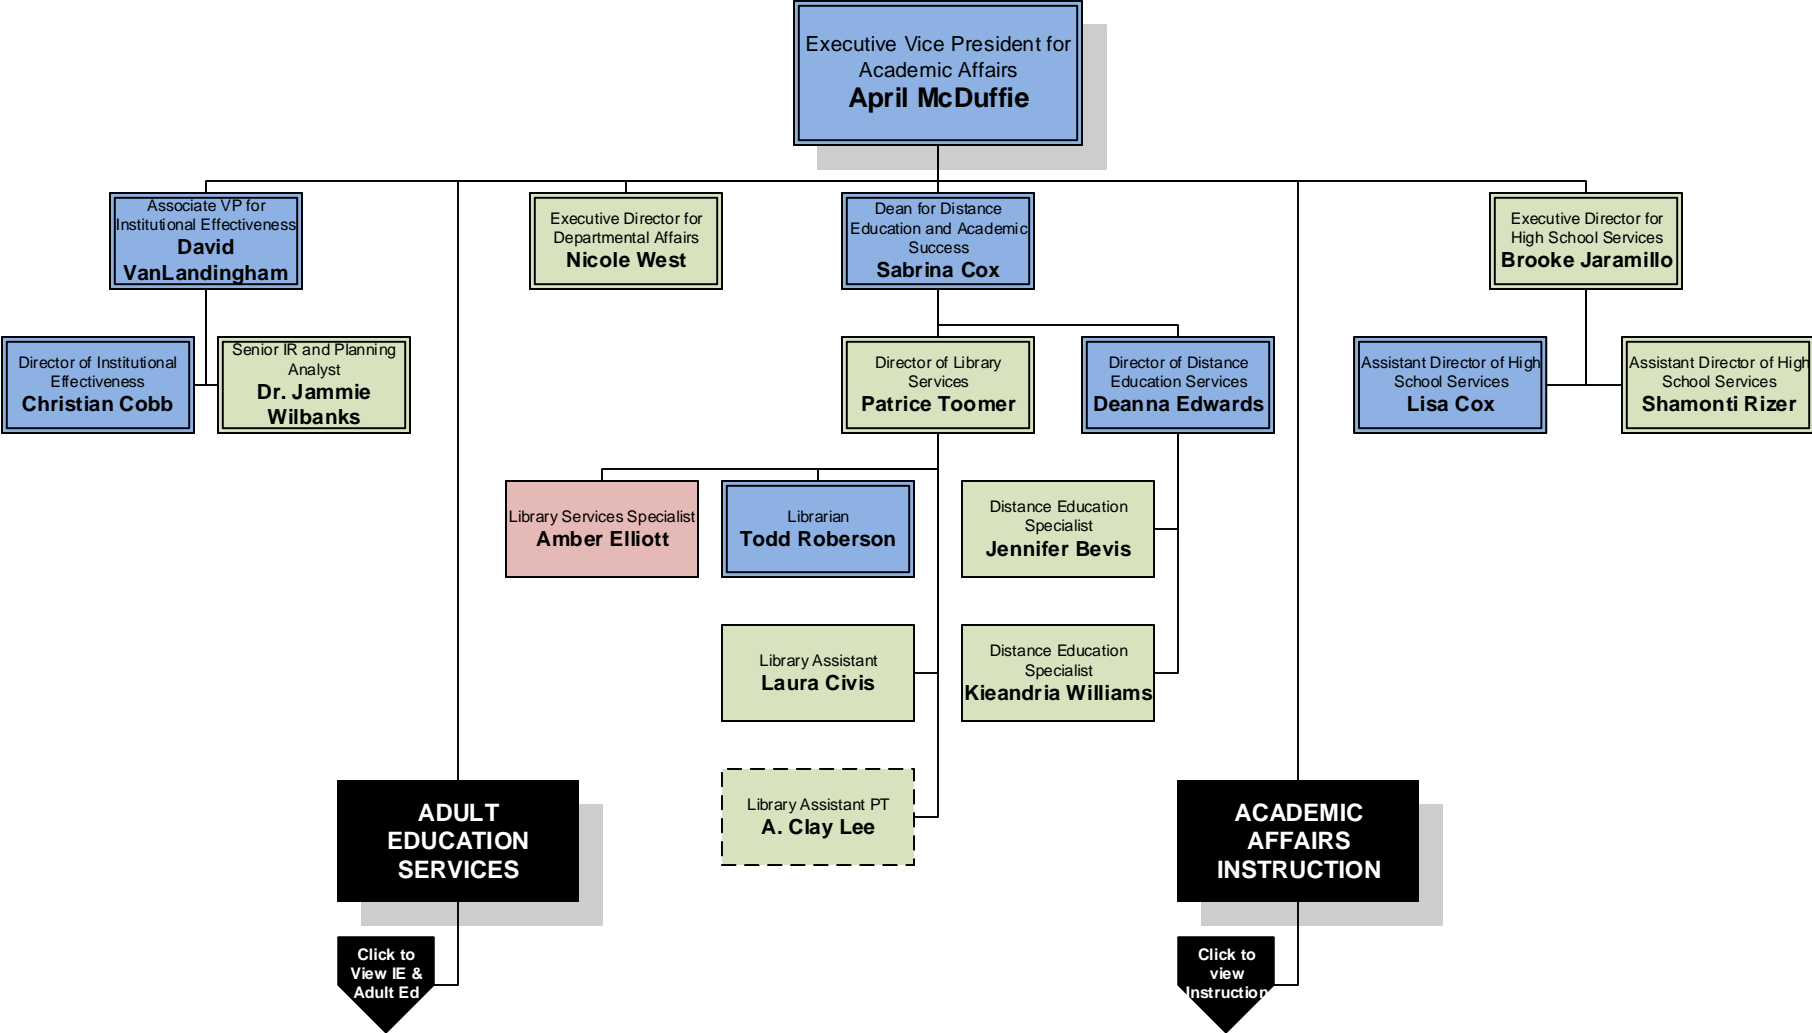 Executive Vice President for
Academic Affairs
April McDuffie
Associate VP for
Institutional Effectiveness
David
VanLandingham
Executive Director for
Departmental Affairs
Nicole West
Dean for Distance
Education and Academic
Success
Sabrina Cox
Executive Director for
High School Services
Brooke Jaramillo
Director of Institutional
Effectiveness
Christian Cobb
Senior IR and Planning
Analyst
Dr. Jammie
Wilbanks
Director of Library
Services
Patrice Toomer
Director of Distance
Education Services
Deanna Edwards
Assistant Director of High
School Services
Lisa Cox
Assistant Director of High
School Services
Shamonti Rizer
Library Services Specialist
Amber Elliott
Librarian
Todd Roberson
Distance Education
Specialist
Jennifer Bevis
Library Assistant
Laura Civis
Distance Education
Specialist
Kieandria Williams
Library Assistant PT
A. Clay Lee
ADULT
EDUCATION
SERVICES
ACADEMIC
AFFAIRS
INSTRUCTION
Click to
View IE &
Adult Ed
Click to
view
Instruction